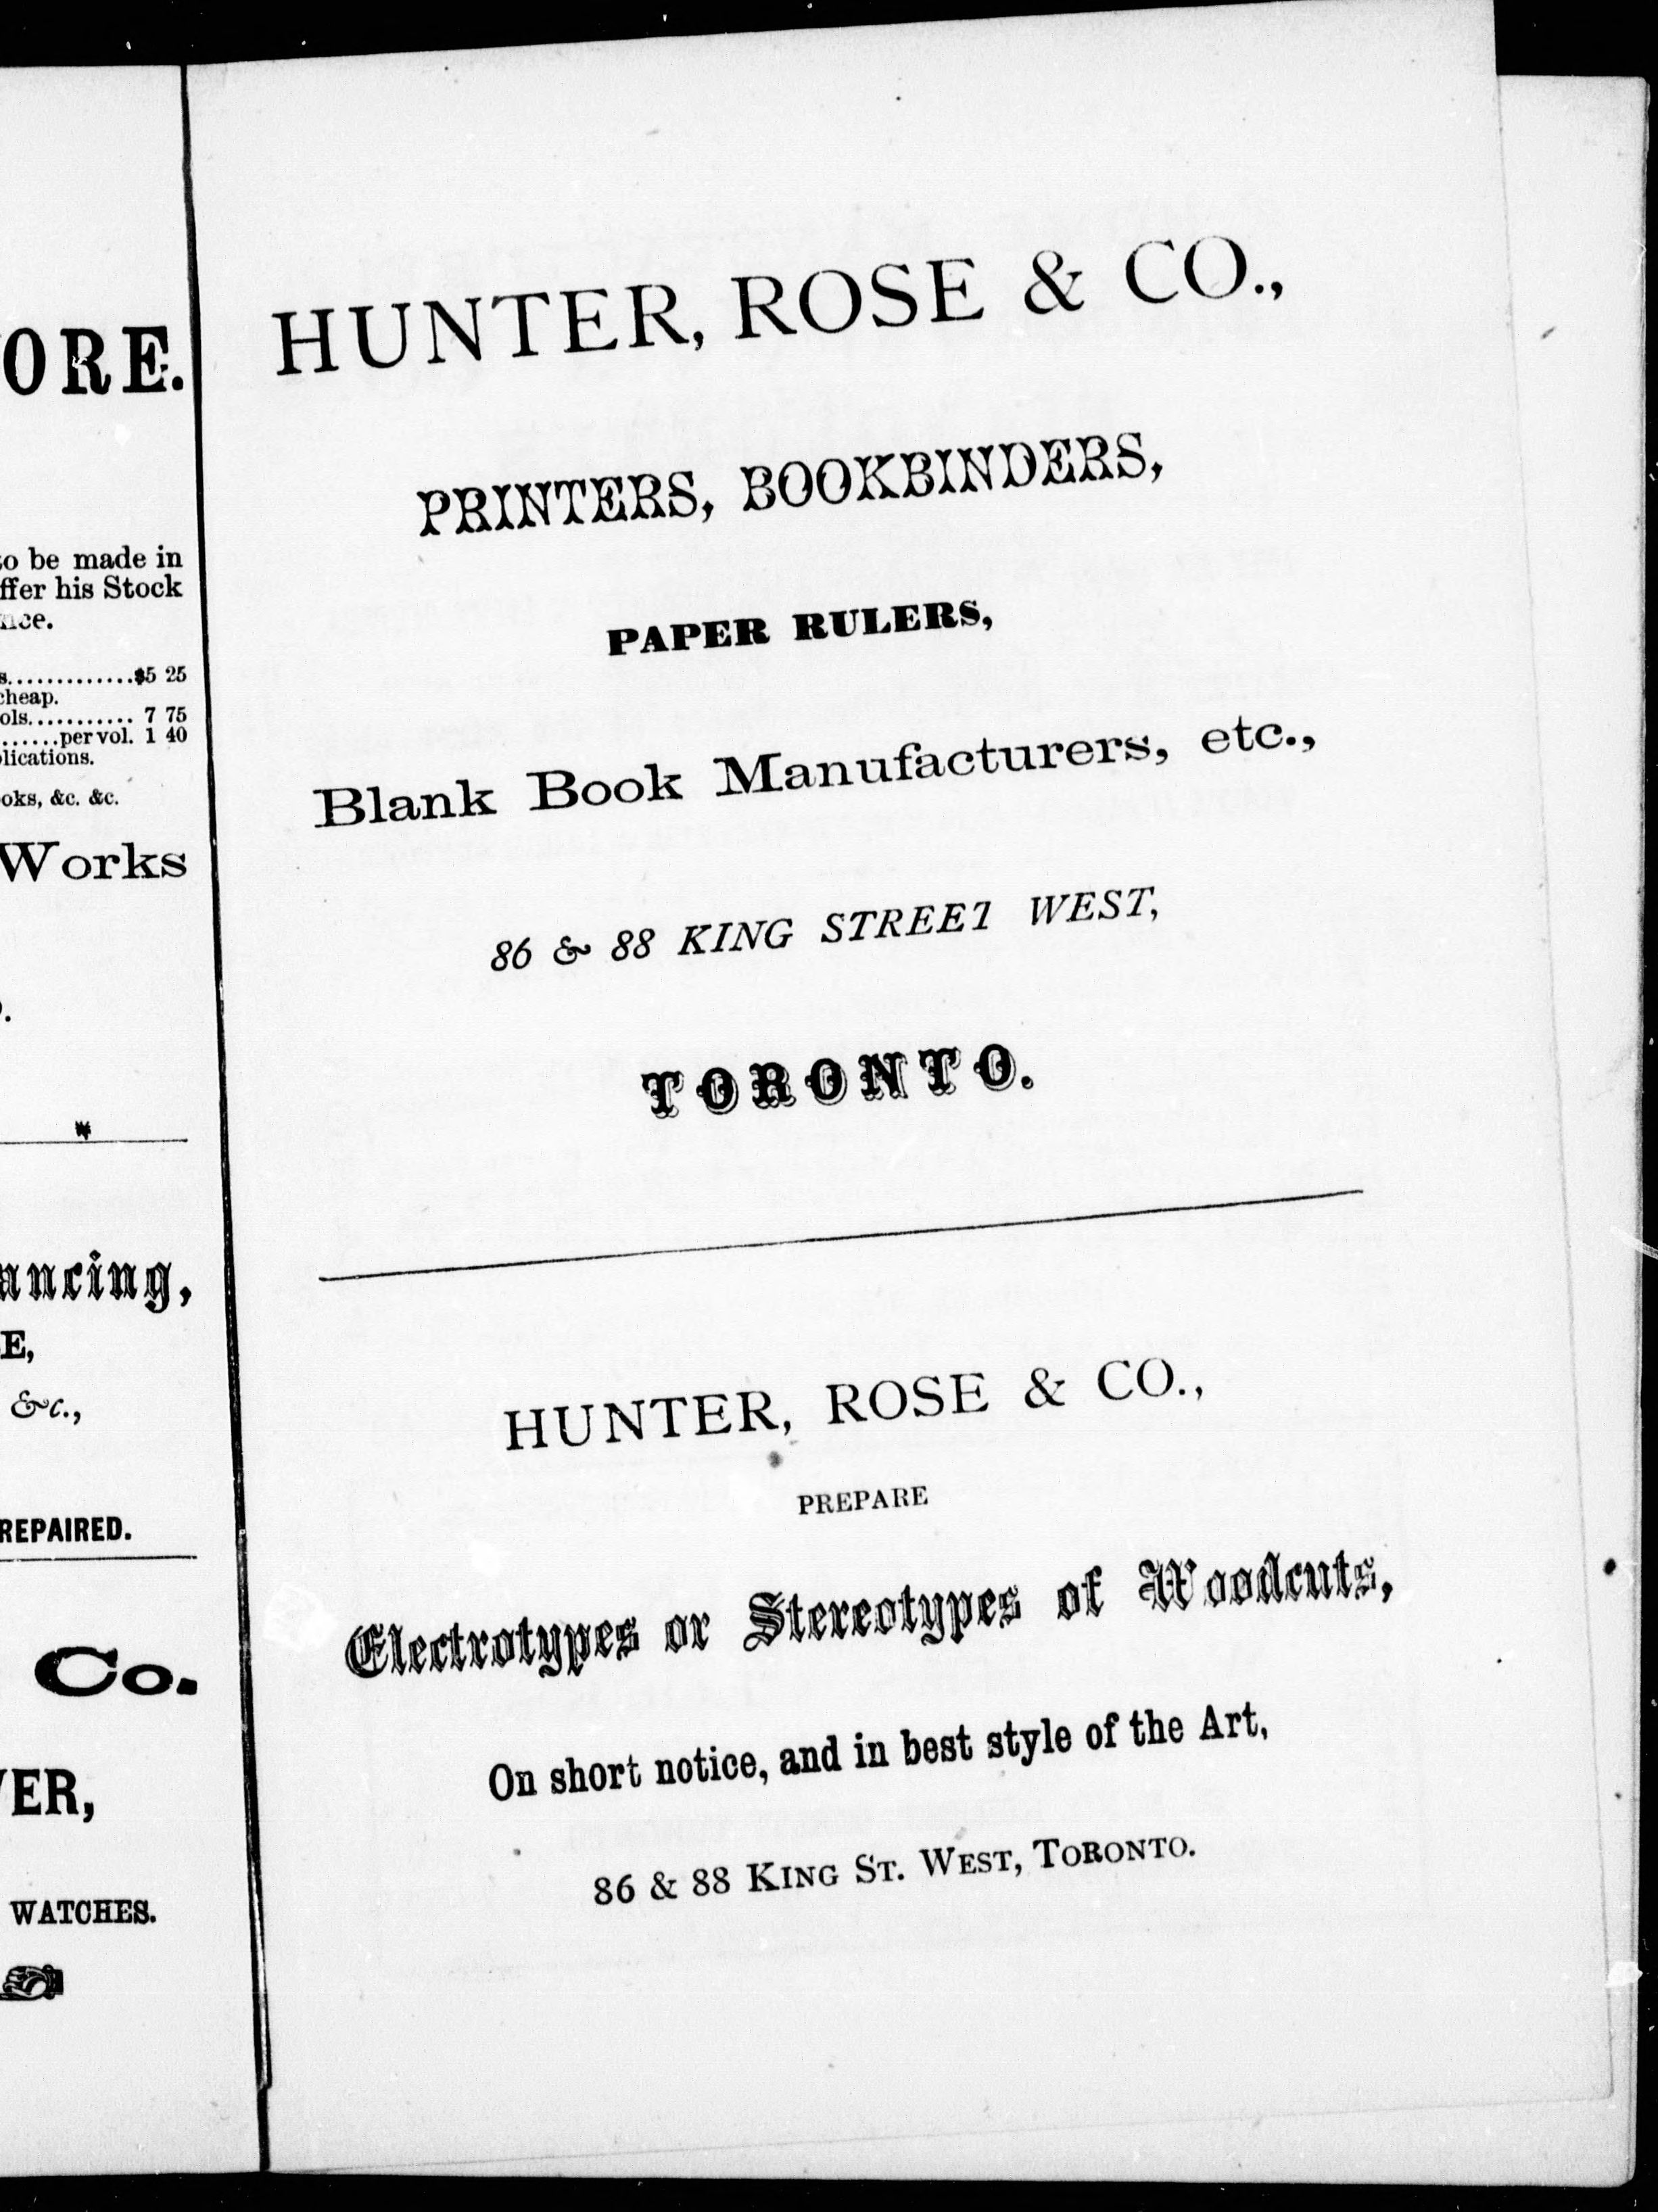 ORE.
to be made in
ffer his Stock
s.............$5 25
cheap.
ols........... 7 75
......per vol. 1 40
lications.
oks, &c. &c.
Works
ancing,
E,
&c.,
REPAIRED.
Co.
VER,
WATCHES.
HUNTER, ROSE & CO.,
PRINTERS, BOOKBINDERS,
PAPER RULERS,
Blank Book Manufacturers, etc.,
86 & 88 KING STREET WEST,
TORONTO.
HUNTER, ROSE & CO.,
PREPARE
Electrotypes or Stereotypes of Woodcuts,
On short notice, and in best style of the Art,
86 & 88 KING ST. WEST, TORONTO.